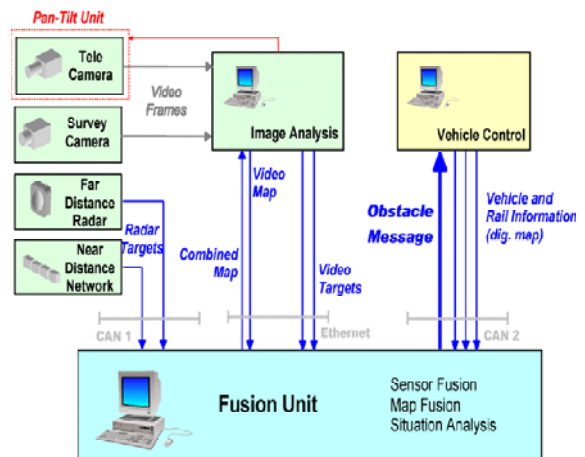 Pan-Tilt Unit
Tele
Camera
Video
Frames
Survey
Camera
Image Analysis
Vehicle Control
Far
Distance
Radar
Near
Distance
Network
Radar
Targets
Combined
Map
Video
Map
Video
Targets
Obstacle
Message
Vehicle and
Rail Information
(dig. map)
CAN 1
Ethernet
CAN 2
Fusion Unit
Sensor Fusion
Map Fusion
Situation Analysis